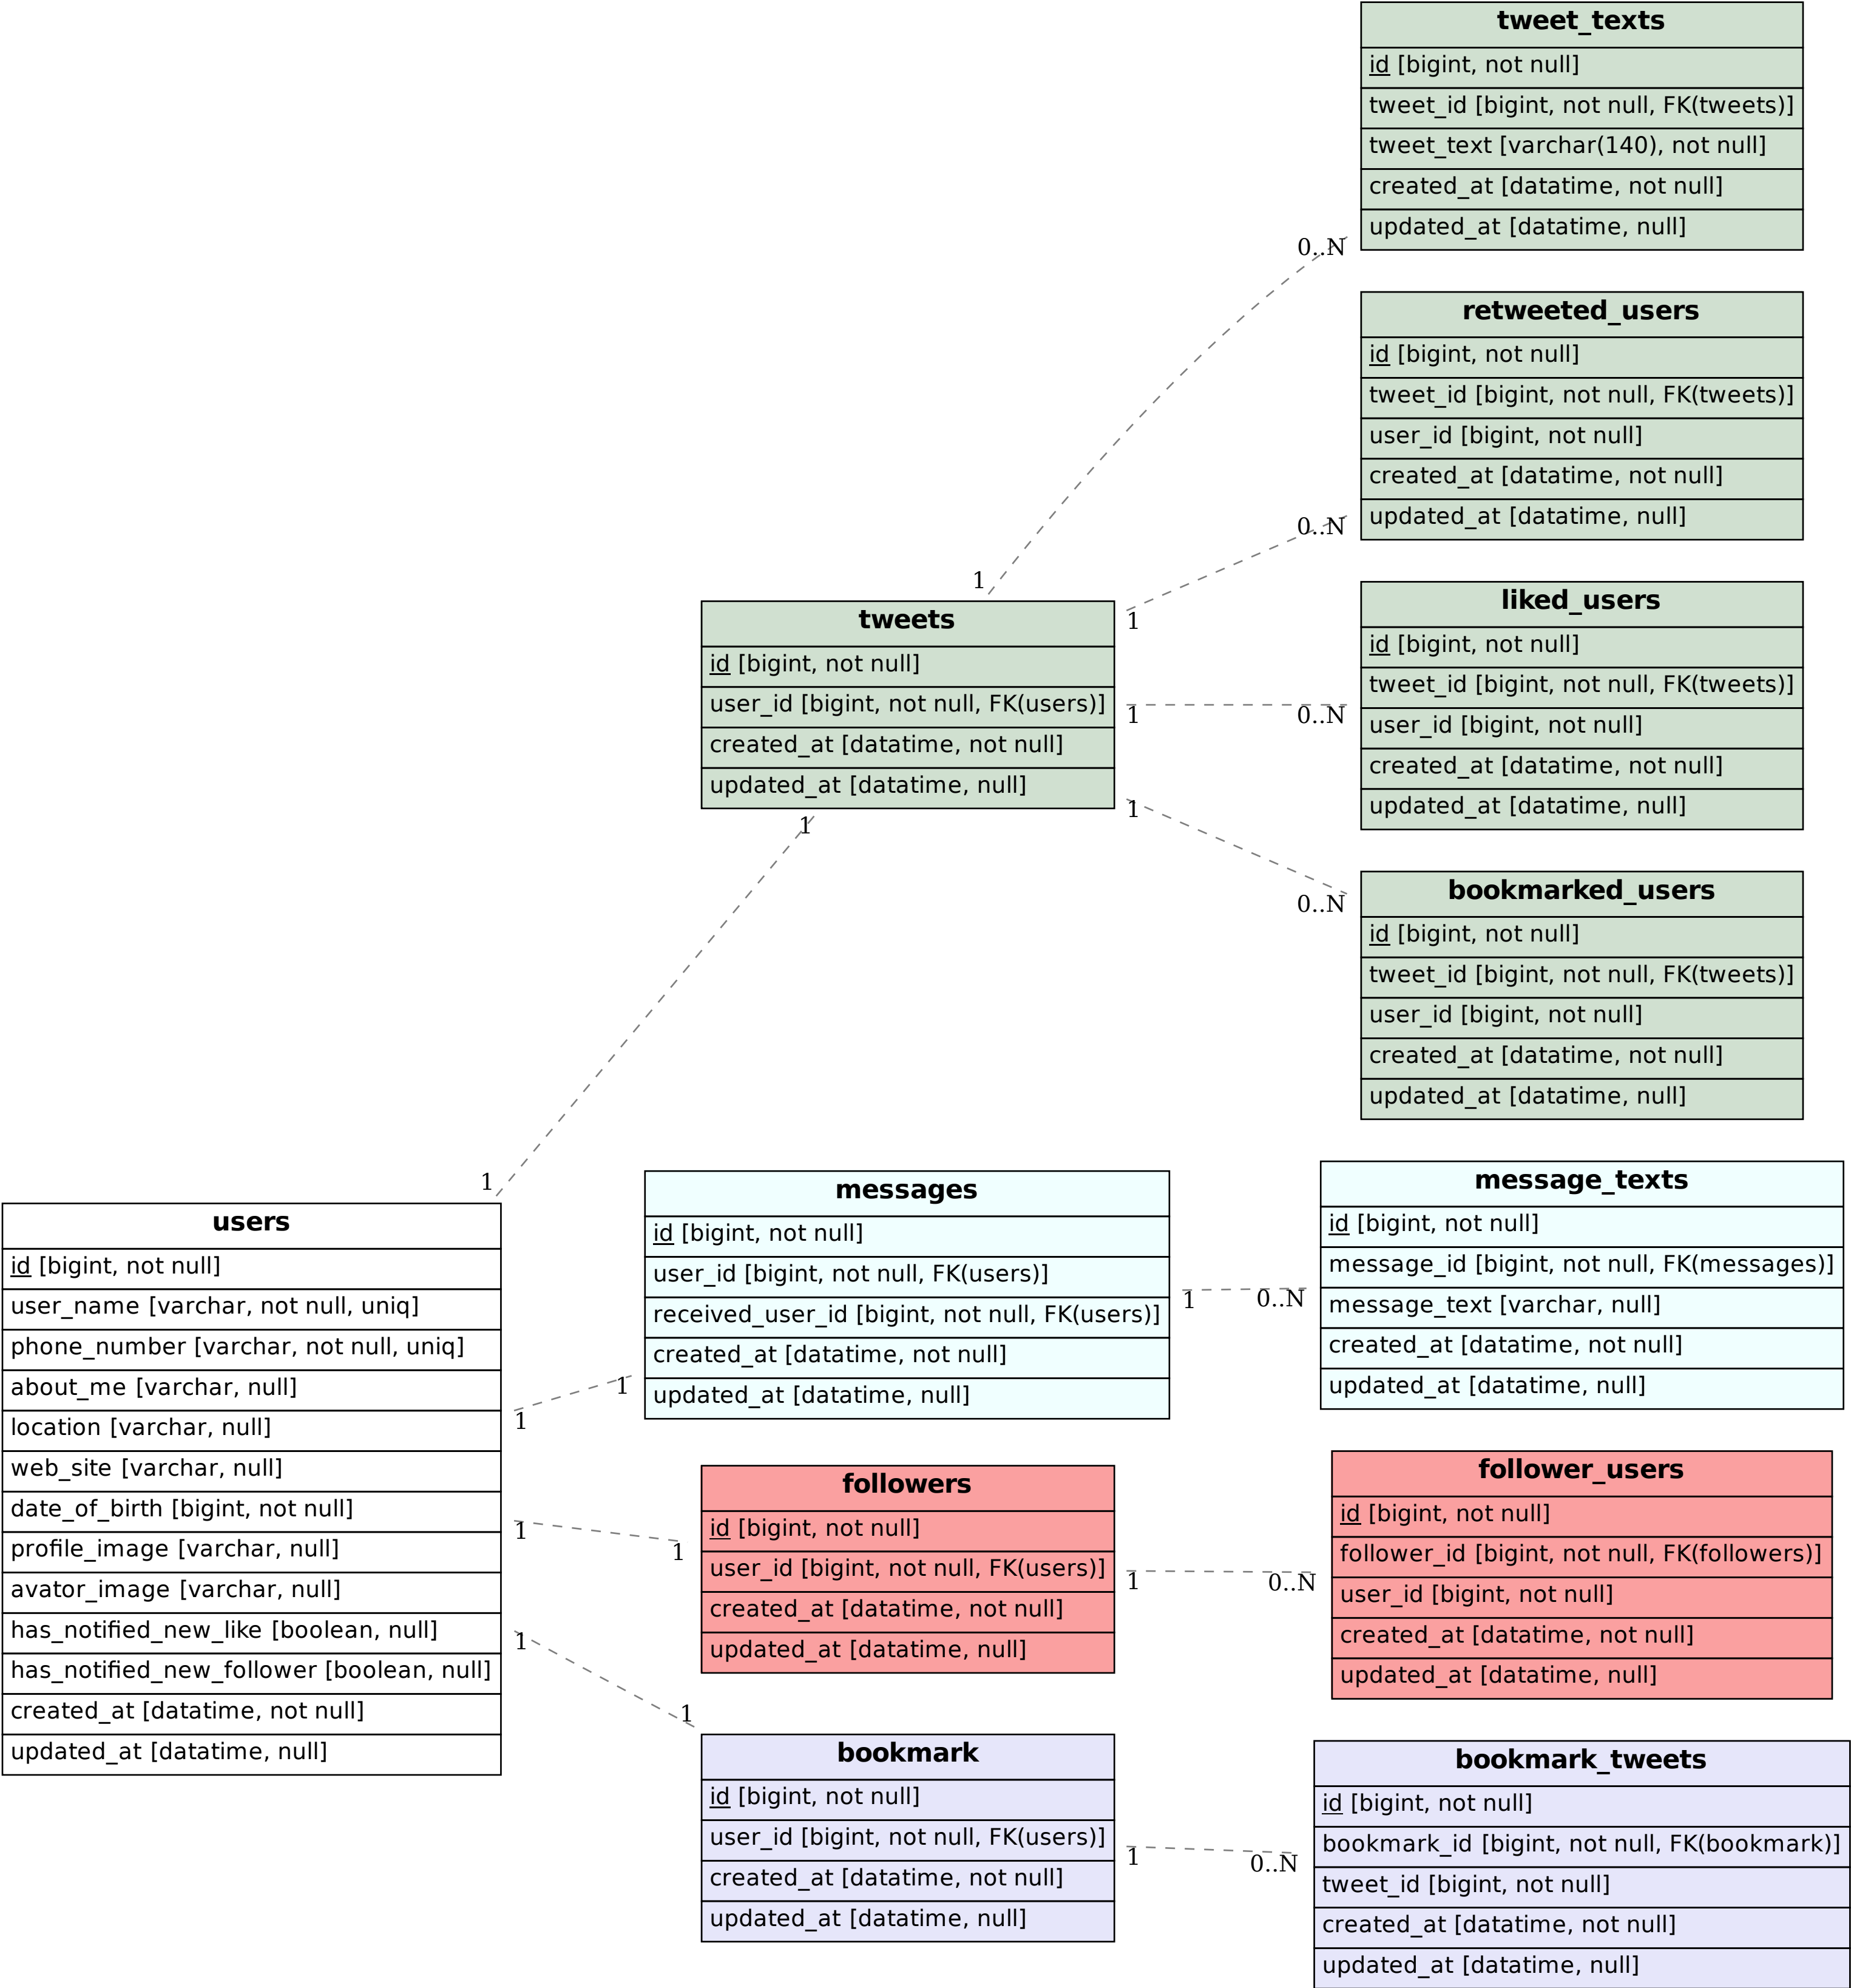 tweet_texts
id [bigint, not null]
tweet_id [bigint, not null, FK(tweets)]
tweet_text [varchar(140), not null]
created_at [datatime, not null]
updated_at [datatime, null]
0..N
retweeted_users
id [bigint, not null]
tweet_id [bigint, not null, FK(tweets)]
user_id [bigint, not null]
created_at [datatime, not null]
updated_at [datatime, null]
0..N
1
tweets
id [bigint, not null]
user_id [bigint, not null, FK(users)]
created_at [datatime, not null]
updated_at [datatime, null]
1
1
1
1
liked_users
id [bigint, not null]
tweet_id [bigint, not null, FK(tweets)]
user_id [bigint, not null]
created_at [datatime, not null]
updated_at [datatime, null]
0..N
bookmarked_users
id [bigint, not null]
tweet_id [bigint, not null, FK(tweets)]
user_id [bigint, not null]
created_at [datatime, not null]
updated_at [datatime, null]
0..N
1
users
id [bigint, not null]
user_name [varchar, not null, uniq]
phone_number [varchar, not null, uniq]
about_me [varchar, null]
location [varchar, null]
web_site [varchar, null]
date_of_birth [bigint, not null]
profile_image [varchar, null]
avator_image [varchar, null]
has_notified_new_like [boolean, null]
has_notified_new_follower [boolean, null]
created_at [datatime, not null]
updated_at [datatime, null]
1
1
1
messages
id [bigint, not null]
user_id [bigint, not null, FK(users)]
received_user_id [bigint, not null, FK(users)]
created_at [datatime, not null]
updated_at [datatime, null]
1
1
0..N
message_texts
id [bigint, not null]
message_id [bigint, not null, FK(messages)]
message_text [varchar, null]
created_at [datatime, not null]
updated_at [datatime, null]
followers
id [bigint, not null]
user_id [bigint, not null, FK(users)]
created_at [datatime, not null]
updated_at [datatime, null]
1
1
0..N
follower_users
id [bigint, not null]
follower_id [bigint, not null, FK(followers)]
user_id [bigint, not null]
created_at [datatime, not null]
updated_at [datatime, null]
1
bookmark
id [bigint, not null]
user_id [bigint, not null, FK(users)]
created_at [datatime, not null]
updated_at [datatime, null]
1
0..N
bookmark_tweets
id [bigint, not null]
bookmark_id [bigint, not null, FK(bookmark)]
tweet_id [bigint, not null]
created_at [datatime, not null]
updated_at [datatime, null]